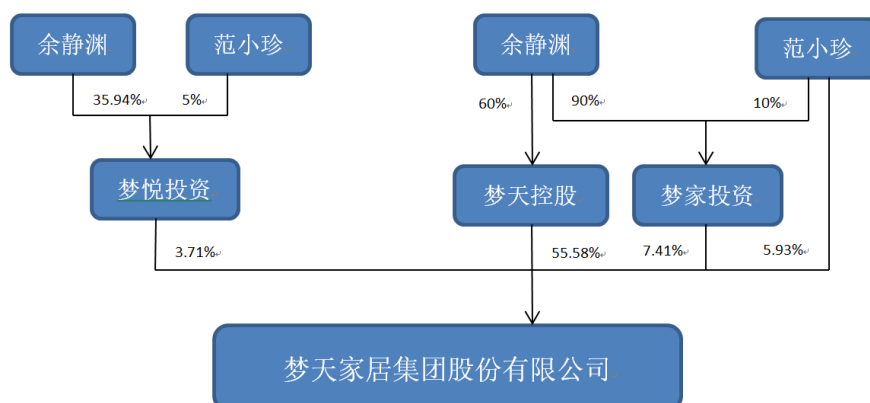 余静渊
范小珍
余静渊
范小珍
35.94%
5%
60%
90%
10%
梦悦投资
梦天控股
梦家投资
3.71%
55.58%
7.41%
5.93%
梦天家居集团股份有限公司